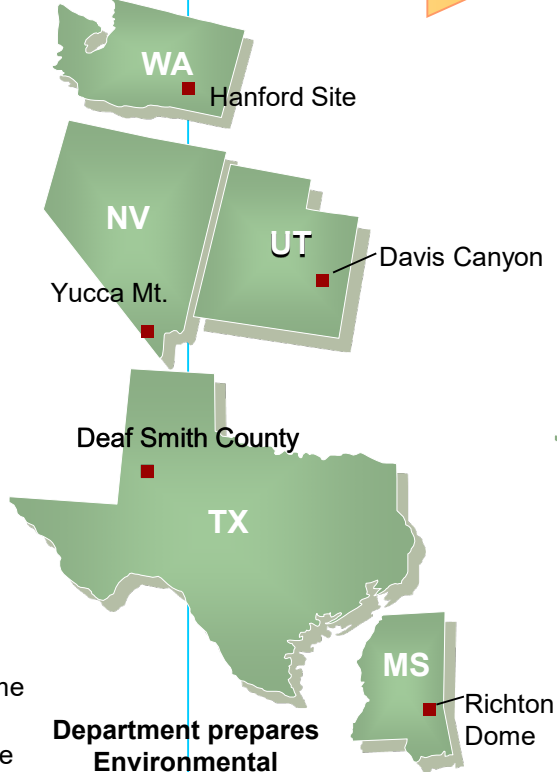 WA
Hanford Site
NV
UT
Davis Canyon
Yucca Mt.
Deaf Smith County
TX
MS
Richton
Dome
Department prepares
Environmental